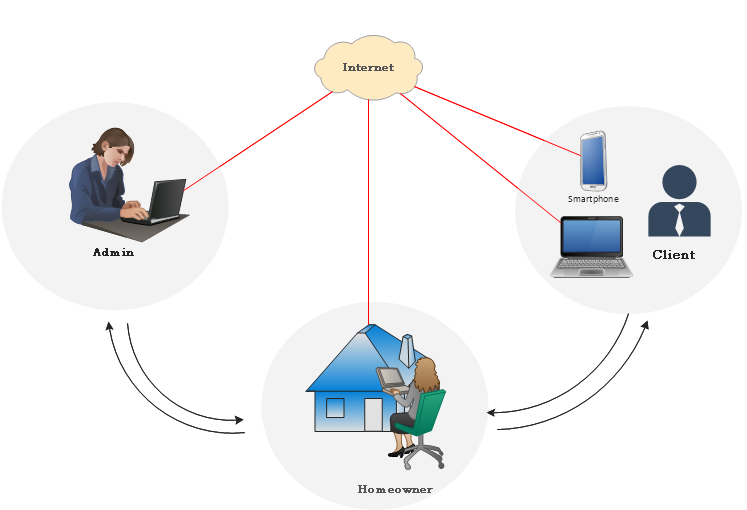 Internet
Smartphone
Admin
Client
Homeowner